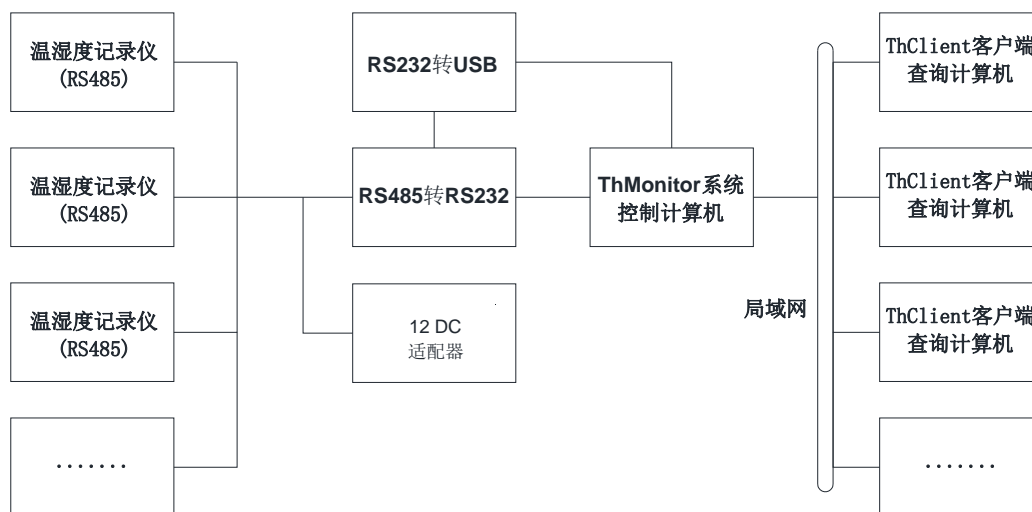 温湿度记录仪
(RS485)
RS232转USB
ThClient客户端
查询计算机
温湿度记录仪
(RS485)
RS485转RS232
ThMonitor系统
控制计算机
ThClient客户端
查询计算机
温湿度记录仪
(RS485)
12 DC
适配器
局域网
ThClient客户端
查询计算机
.......
.......